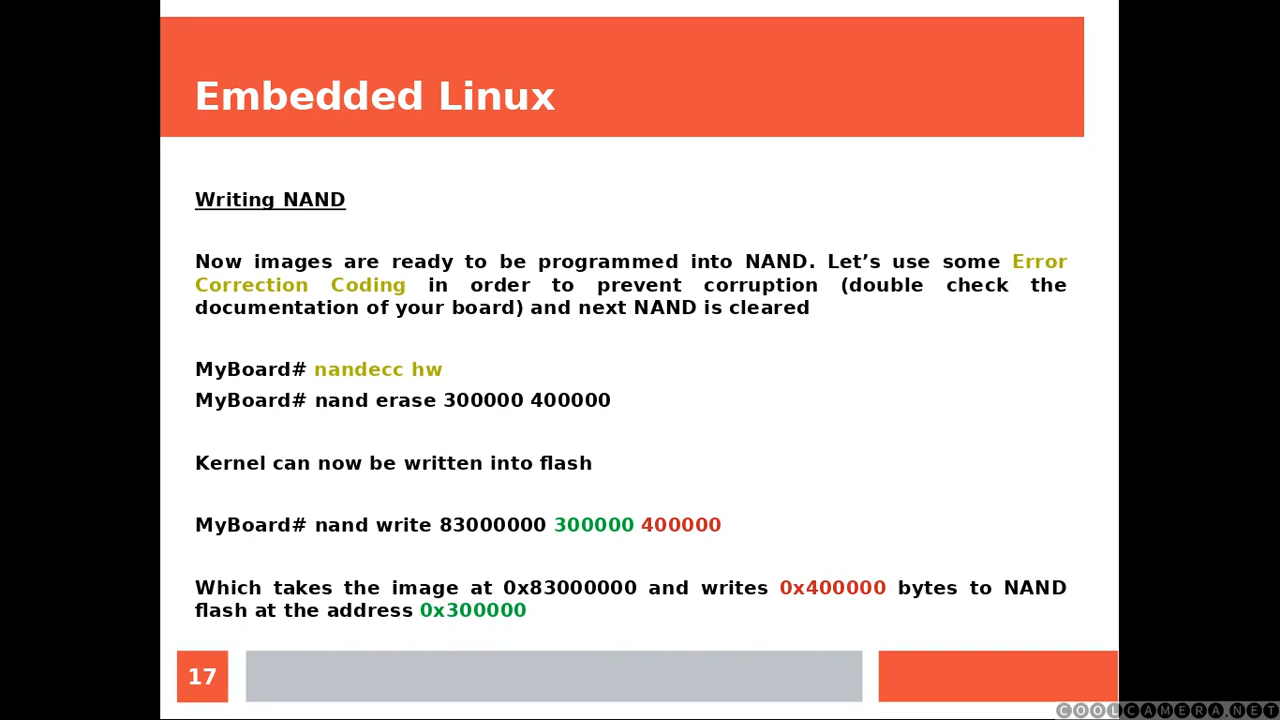 Embedded Linux
Writing NAND
Now images are ready to be programmed into NAND. Let’s use some Error
Correction Coding in order to prevent corruption (double check the
documentation of your board) and next NAND is cleared
MyBoard# nandecc hw
MyBoard# nand erase 300000 400000
Kernel can now be written into flash
MyBoard# nand write 83000000 300000 400000
Which takes the image at 0x83000000 and writes 0x400000 bytes to NAND
flash at the address 0x300000
17
COOLCAMERA.NET